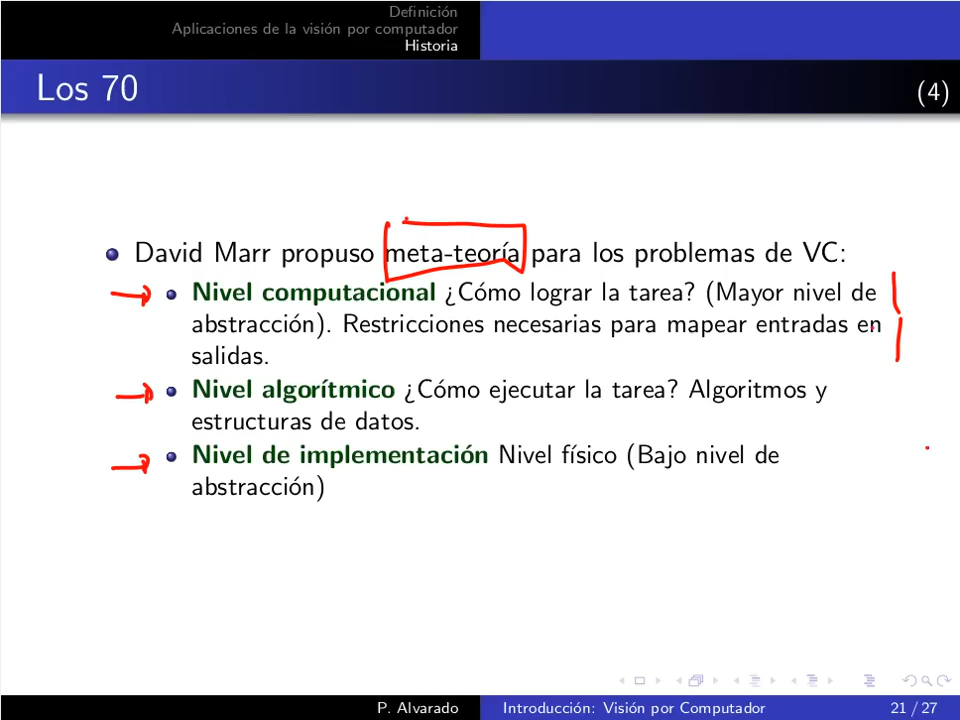 Definición
Aplicaciones de la visión por computador
Historia
Los 70
(4)
David Marr propuso meta-teoría para los problemas de VC:
Nivel computacional ¿Cómo lograr la tarea? (Mayor nivel de
abstracción). Restricciones necesarias para mapear entradas en
salidas.
Nivel algorítmico ¿Cómo ejecutar la tarea? Algoritmos y
estructuras de datos.
Nivel de implementación Nivel físico (Bajo nivel de
abstracción)
P. Alvarado
Introducción: Visión por Computador
21 / 27